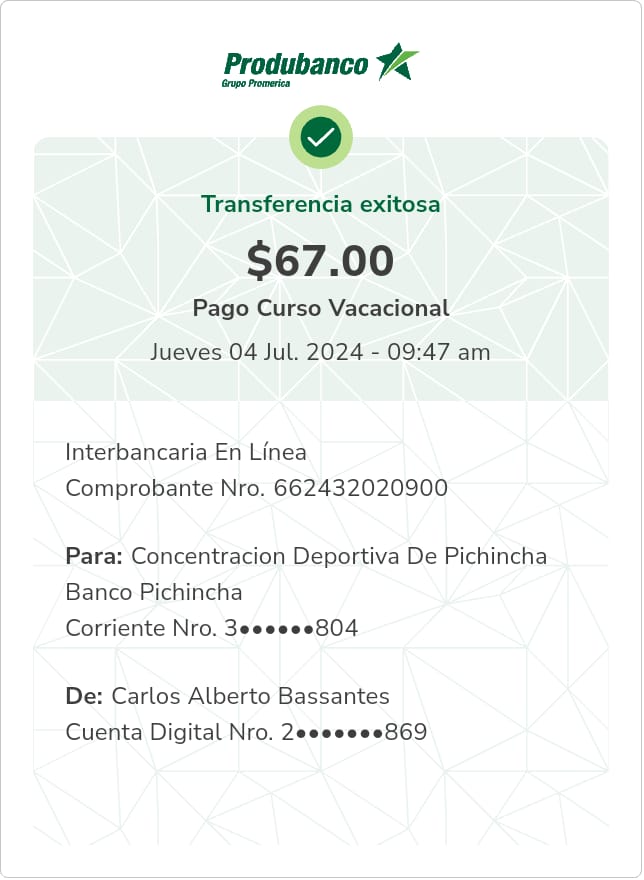 Produbanco
Grupo Promerica
Transferencia exitosa
$67.00
Pago Curso Vacacional
Jueves 04 Jul. 2024 - 09:47 am
Interbancaria En Línea
Comprobante Nro. 662432020900
Para: Concentracion Deportiva De Pichincha
Banco Pichincha
Corriente Nro. 3••••••804
De: Carlos Alberto Bassantes
Cuenta Digital Nro. 2•••••••869